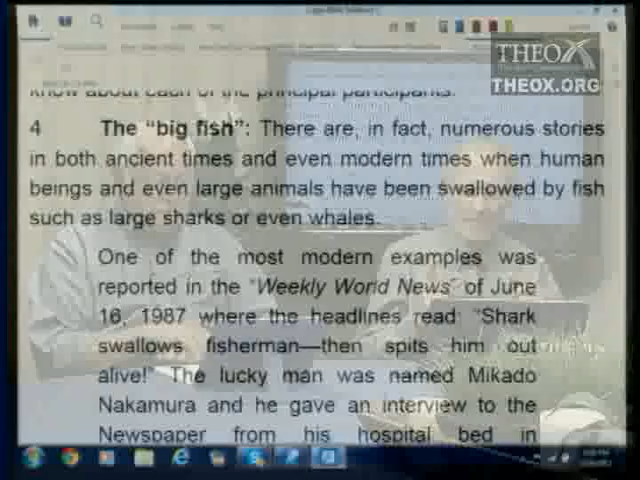 THEOX
THEOX.ORG
know about each of the principal participants.
4 The "big fish": There are, in fact, numerous stories
in both ancient times and even modern times when human
beings and even large animals have been swallowed by fish
such as large sharks or even whales.
One of the most modern examples was
reported in the "Weekly World News" of June
16, 1987 where the headlines read: "Shark
swallows fisherman—then spits him out
alive!" The lucky man was named Mikado
Nakamura and he gave an interview to the
Newspaper from his hospital bed in